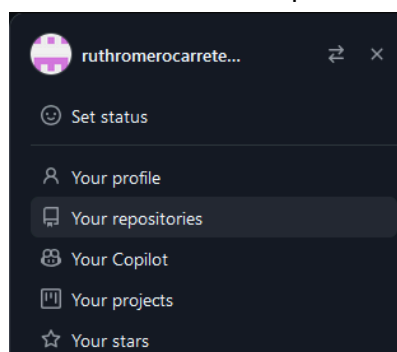 ruthromerocarrete...
Set status
Your profile
Your repositories
Your Copilot
Your projects
Your stars